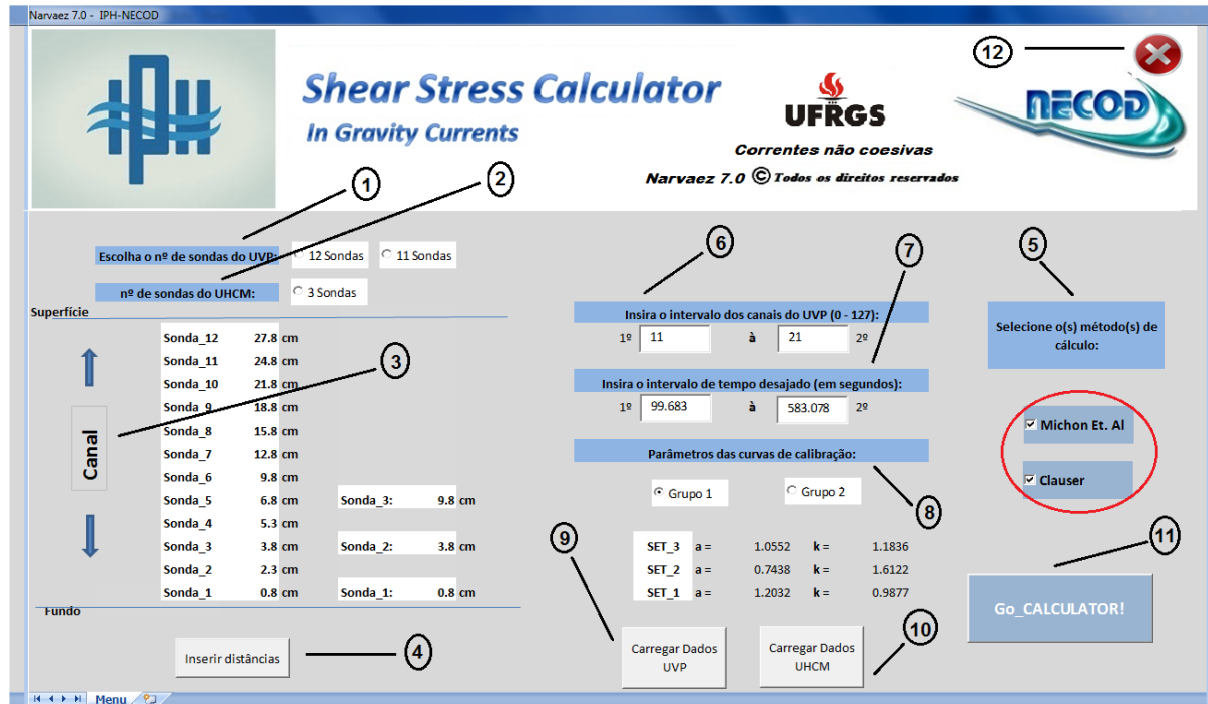 Narvaez 7.0 - IPH-NECOD
12
IPH
Shear Stress Calculator
In Gravity Currents
UFRGS
NECOD
Correntes não coesivas
Narvaez 7.0 © Todos os direitos reservados
1
2
Escolha o nº de sondas do UVP: 12 Sondas 11 Sondas
nº de sondas do UHCM: 3 Sondas
6
7
5
Superfície
Sonda_12 27.8 cm
Sonda_11 24.8 cm
Sonda_10 21.8 cm
Sonda_9 18.8 cm
Sonda_8 15.8 cm
Sonda_7 12.8 cm
Sonda_6 9.8 cm
Sonda_5 6.8 cm Sonda_3: 9.8 cm
Sonda_4 5.3 cm
Sonda_3 3.8 cm Sonda_2: 3.8 cm
Sonda_2 2.3 cm
Sonda_1 0.8 cm Sonda_1: 0.8 cm
Canal
3
Fundo
Inserir distâncias
4
Insira o intervalo dos canais do UVP (0 - 127):
1º 11 à 21 2º
Insira o intervalo de tempo desajado (em segundos):
1º 99.683 à 583.078 2º
Parâmetros das curvas de calibração:
Grupo 1 Grupo 2
8
9
SET_3 a = 1.0552 k = 1.1836
SET_2 a = 0.7438 k = 1.6122
SET_1 a = 1.2032 k = 0.9877
Carregar Dados
UVP
Carregar Dados
UHCM
10
Selecione o(s) método(s) de
cálculo:
Michon Et. Al
Clauser
11
Go_CALCULATOR!
Menu